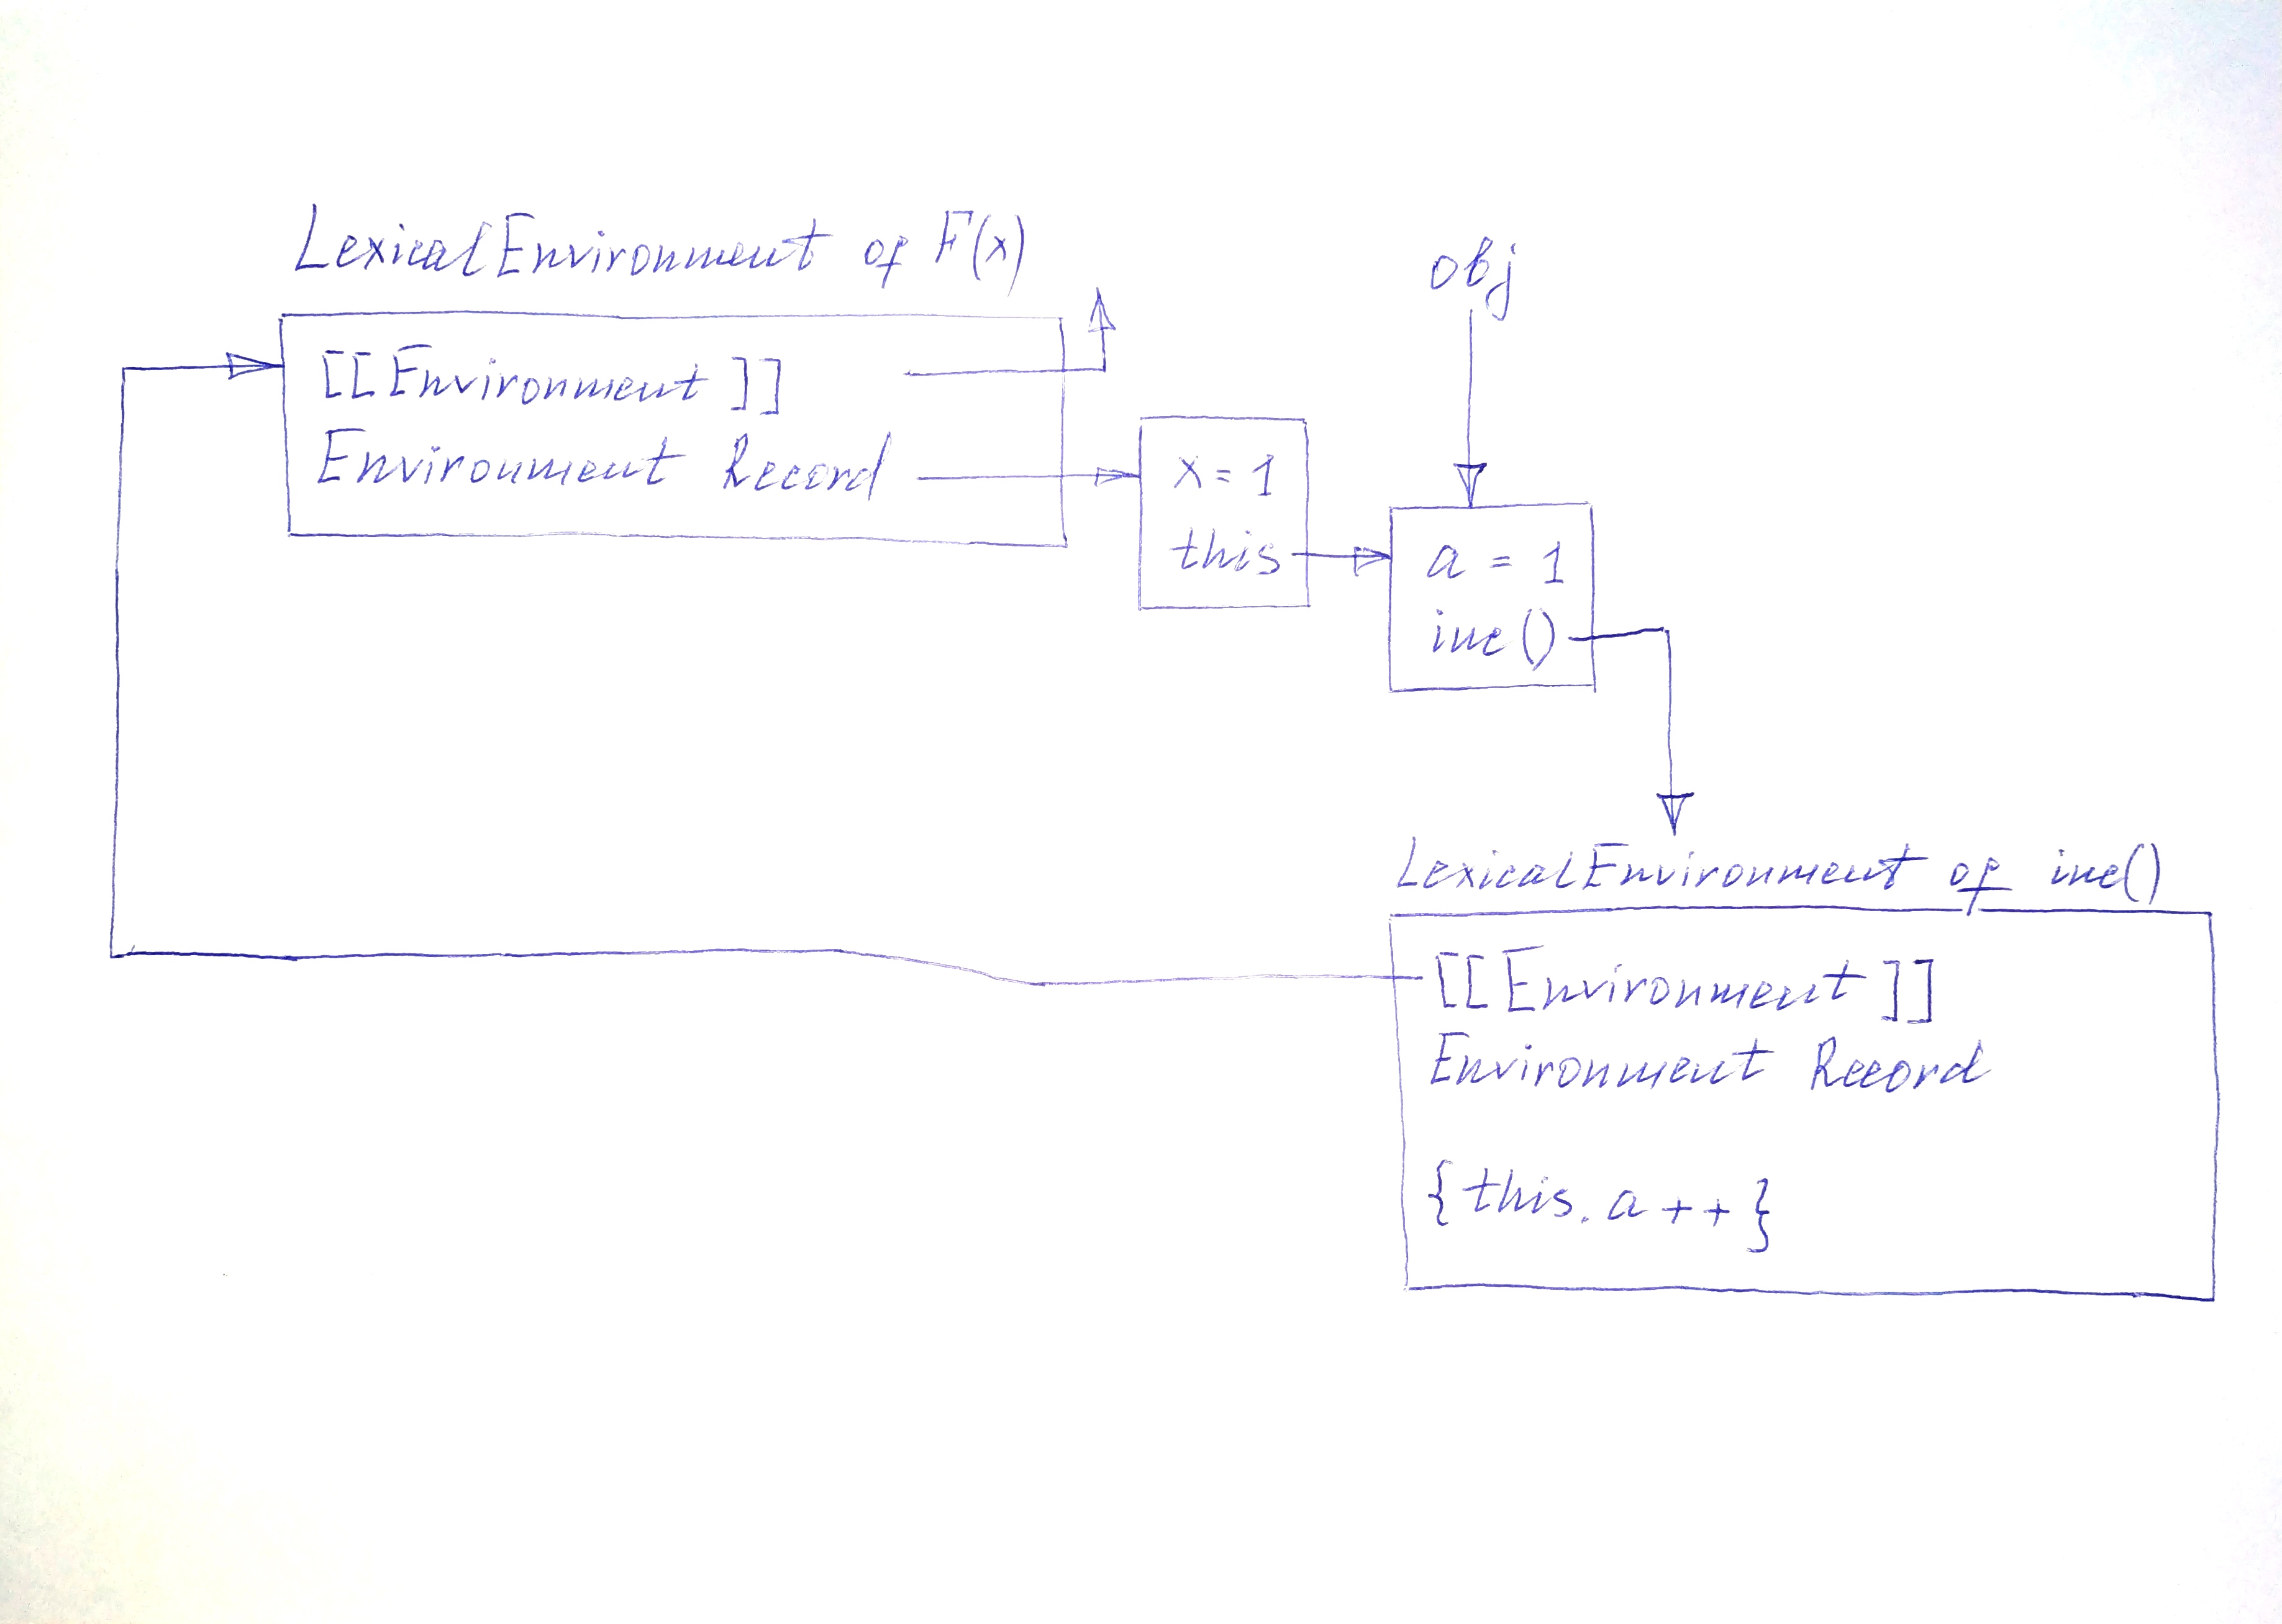 LexicalEnvironment of F(x)
obj
[[Environment]]
Environment Record
x = 1
this
a = 1
inc()
LexicalEnvironment of inc()
[[Environment]]
Environment Record
{this.a++}